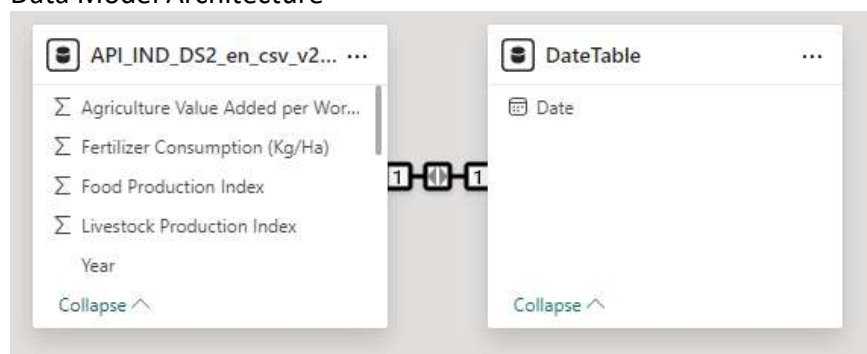 Data Model Architecture
API_IND_DS2_en_csv_v2... ...
Σ Agriculture Value Added per Wor...
Σ Fertilizer Consumption (Kg/Ha)
Σ Food Production Index
Σ Livestock Production Index
Year
Collapse
1 1
DateTable ...
Date
Collapse